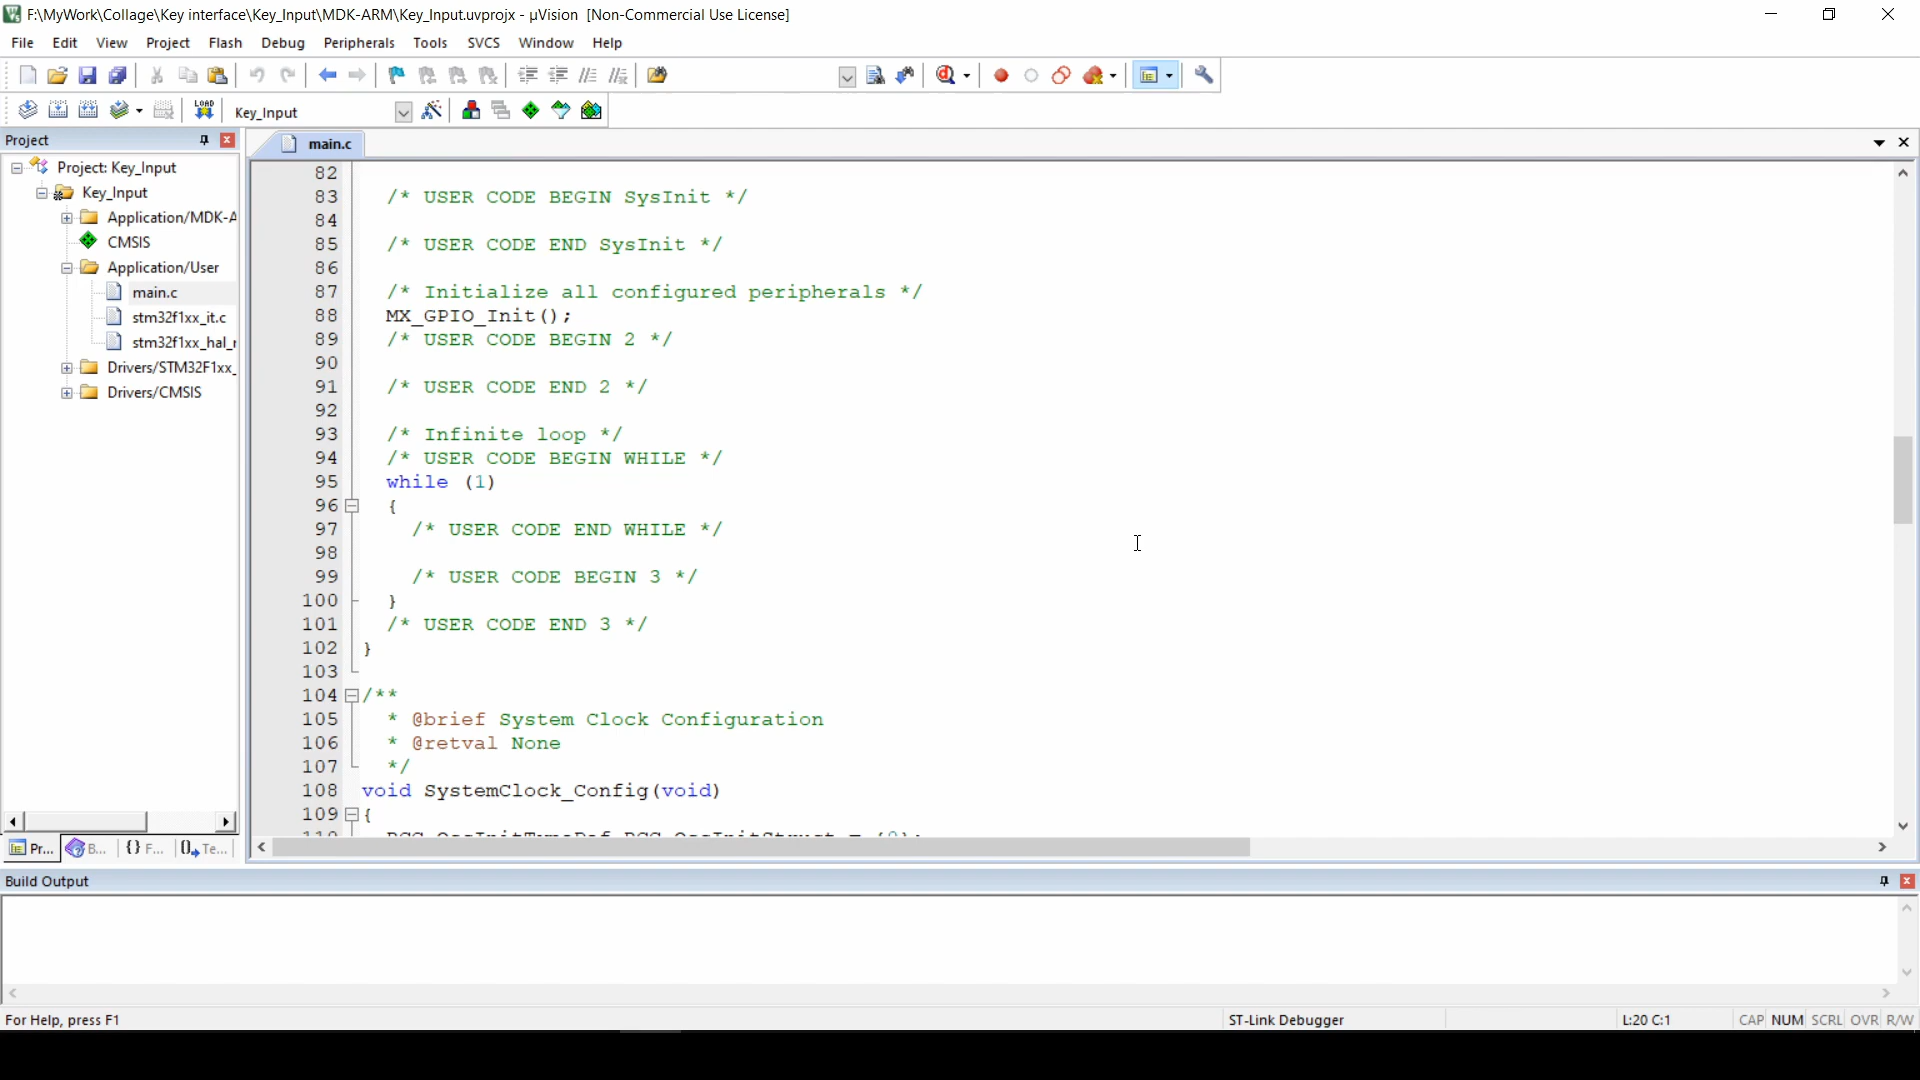 F:\MyWork\Collage\Key interface\Key_Input\MDK-ARM\Key_Input.uvprojx - µVision [Non-Commercial Use License]
File Edit View Project Flash Debug Peripherals Tools SVCS Window Help
LOAD Key_Input
Project
main.c
Project: Key_Input
Key_Input
Application/MDK-A
CMSIS
Application/User
main.c
stm32f1xx_it.c
stm32f1xx_hal_
Drivers/STM32F1xx_
Drivers/CMSIS
Pr... B... {} F... Te...
82
83 /* USER CODE BEGIN SysInit */
84
85 /* USER CODE END SysInit */
86
87 /* Initialize all configured peripherals */
88 MX_GPIO_Init();
89 /* USER CODE BEGIN 2 */
90
91 /* USER CODE END 2 */
92
93 /* Infinite loop */
94 /* USER CODE BEGIN WHILE */
95 while (1)
96 {
97 /* USER CODE END WHILE */
98
99 /* USER CODE BEGIN 3 */
100 }
101 /* USER CODE END 3 */
102 }
103
104 /**
105 * @brief System Clock Configuration
106 * @retval None
107 */
108 void SystemClock_Config(void)
109 {
Build Output
For Help, press F1 ST-Link Debugger L:20 C:1 CAP NUM SCRL OVR R/W